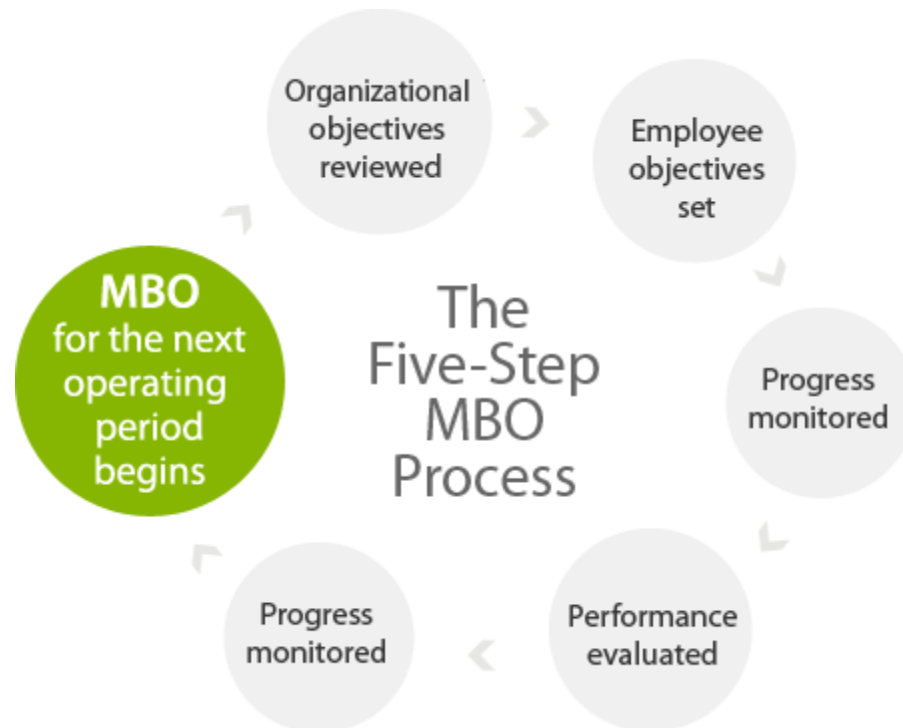 Organizational
objectives
reviewed
Employee
objectives
set
Progress
monitored
Performance
evaluated
Progress
monitored
MBO
for the next
operating
period
begins
The
Five-Step
MBO
Process